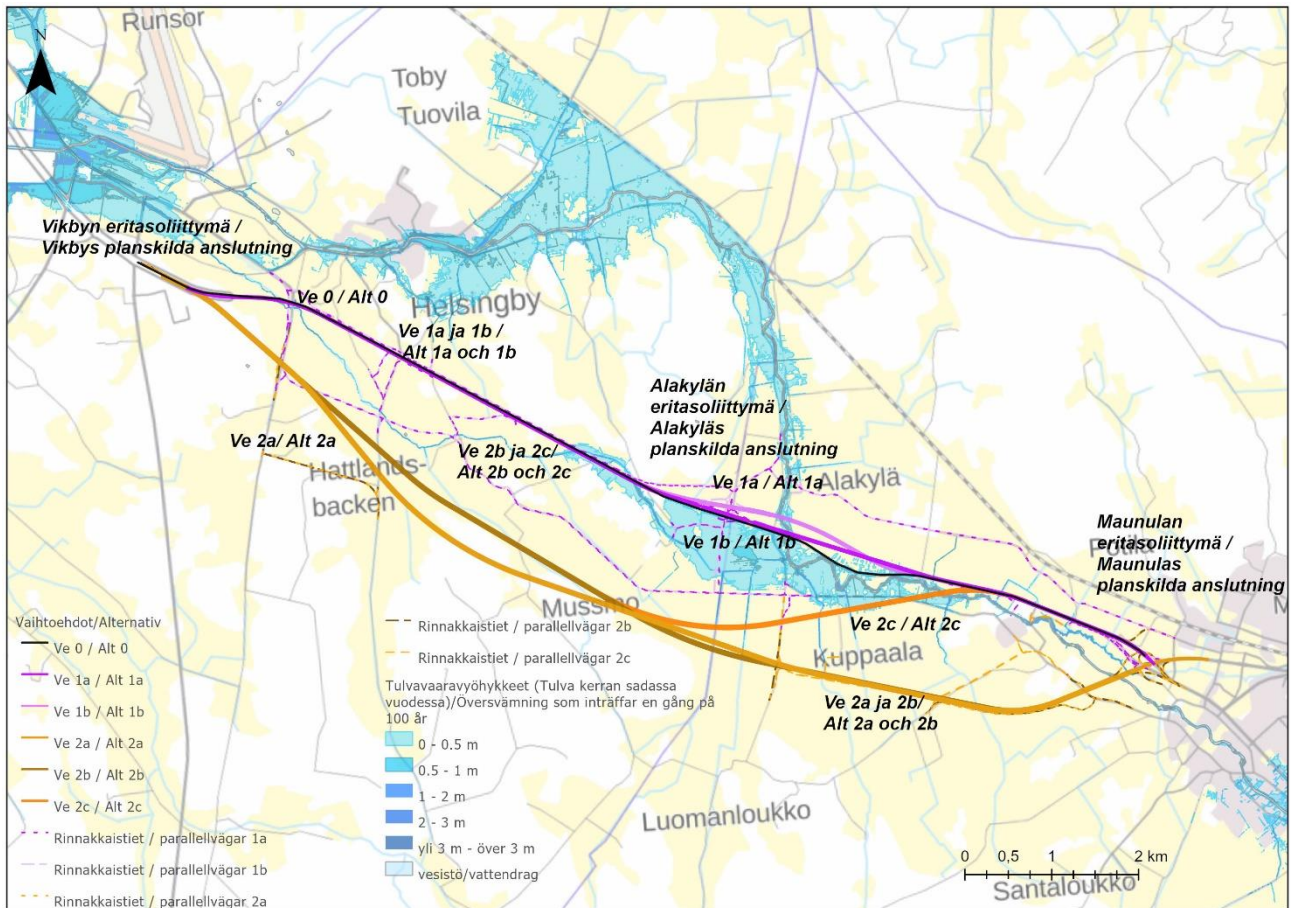 Runsor
N
Toby
Tuovila
Vikbyn eritasoliittymä /
Vikbys planskilda anslutning
Ve 0 / Alt 0
Helsingby
Ve 1a ja 1b /
Alt 1a och 1b
Alakylän
eritasoliittymä /
Alakyläs
planskilda anslutning
Ve 2a/ Alt 2a
Hattlands-
backen
Ve 2b ja 2c/
Alt 2b och 2c
Ve 1a / Alt 1a
Alakylä
Ve 1b / Alt 1b
Maunulan
eritasoliittymä /
Maunulas
planskilda anslutning
Potila
M
Mussmo
Ve 2c / Alt 2c
Kuppaala
Ve 2a ja 2b/
Alt 2a och 2b
Luomanloukko
Santaloukko
0 0,5 1 2 km
Vaihtoehdot/Alternativ
Ve 0 / Alt 0
Ve 1a / Alt 1a
Ve 1b / Alt 1b
Ve 2a / Alt 2a
Ve 2b / Alt 2b
Ve 2c / Alt 2c
Rinnakkaistiet / parallellvägar 1a
Rinnakkaistiet / parallellvägar 1b
Rinnakkaistiet / parallellvägar 2a
Rinnakkaistiet / parallellvägar 2b
Rinnakkaistiet / parallellvägar 2c
Tulvavaaravyöhykkeet (Tulva kerran sadassa
vuodessa)/Översvämning som inträffar en gång på
100 år
0 - 0.5 m
0.5 - 1 m
1 - 2 m
2 - 3 m
yli 3 m - över 3 m
vesistö/vattendrag